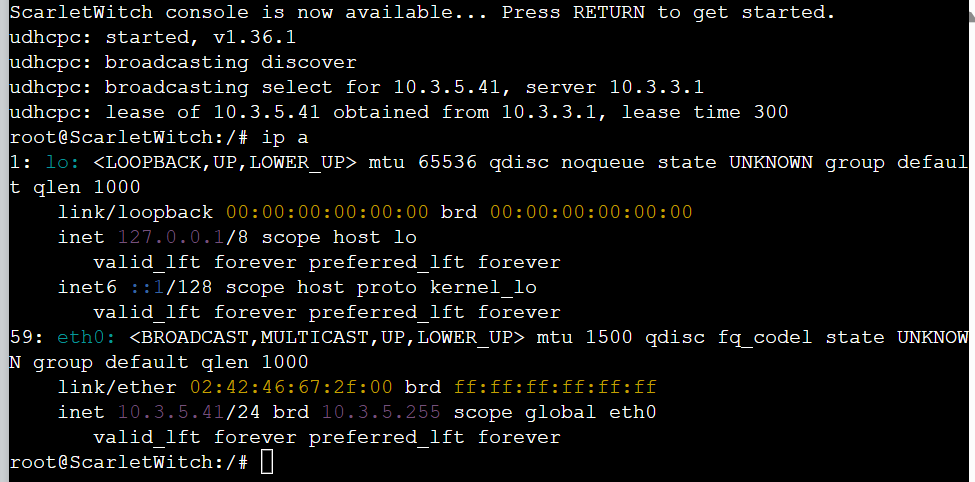 ScarletWitch console is now available... Press RETURN to get started.
udhcpc: started, v1.36.1
udhcpc: broadcasting discover
udhcpc: broadcasting select for 10.3.5.41, server 10.3.3.1
udhcpc: lease of 10.3.5.41 obtained from 10.3.3.1, lease time 300
root@ScarletWitch:/# ip a
1: lo: <LOOPBACK,UP,LOWER_UP> mtu 65536 qdisc noqueue state UNKNOWN group defaul
t qlen 1000
    link/loopback 00:00:00:00:00:00 brd 00:00:00:00:00:00
    inet 127.0.0.1/8 scope host lo
       valid_lft forever preferred_lft forever
    inet6 ::1/128 scope host proto kernel_lo
       valid_lft forever preferred_lft forever
59: eth0: <BROADCAST,MULTICAST,UP,LOWER_UP> mtu 1500 qdisc fq_codel state UNKNOW
N group default qlen 1000
    link/ether 02:42:46:67:2f:00 brd ff:ff:ff:ff:ff:ff
    inet 10.3.5.41/24 brd 10.3.5.255 scope global eth0
       valid_lft forever preferred_lft forever
root@ScarletWitch:/#